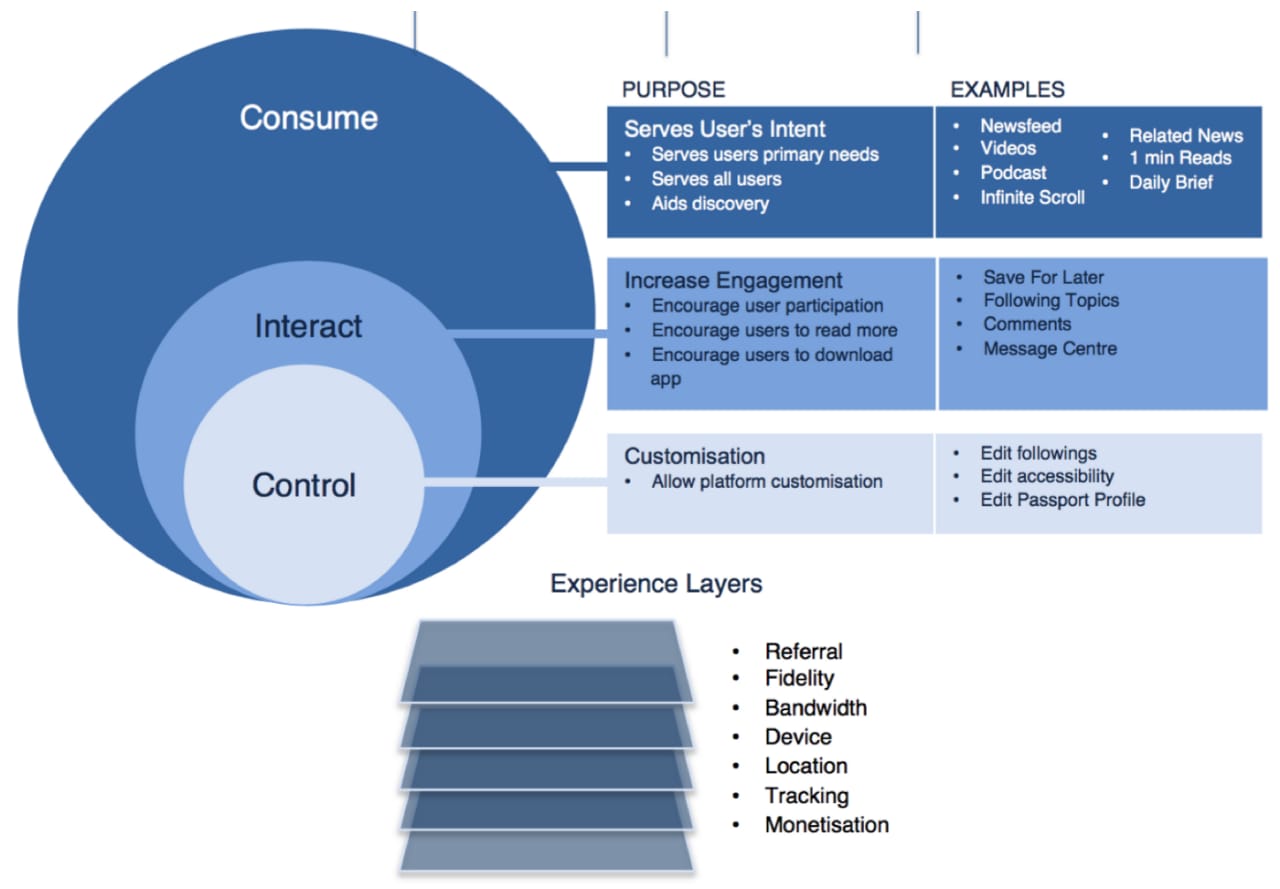 Consume
Interact
Control
PURPOSE
Serves User's Intent
• Serves users primary needs
• Serves all users
• Aids discovery
EXAMPLES
• Newsfeed
• Videos
• Podcast
• Infinite Scroll
• Related News
• 1 min Reads
• Daily Brief
Increase Engagement
• Encourage user participation
• Encourage users to read more
• Encourage users to download
app
• Save For Later
• Following Topics
• Comments
• Message Centre
Customisation
• Allow platform customisation
• Edit followings
• Edit accessibility
• Edit Passport Profile
Experience Layers
• Referral
• Fidelity
• Bandwidth
• Device
• Location
• Tracking
• Monetisation